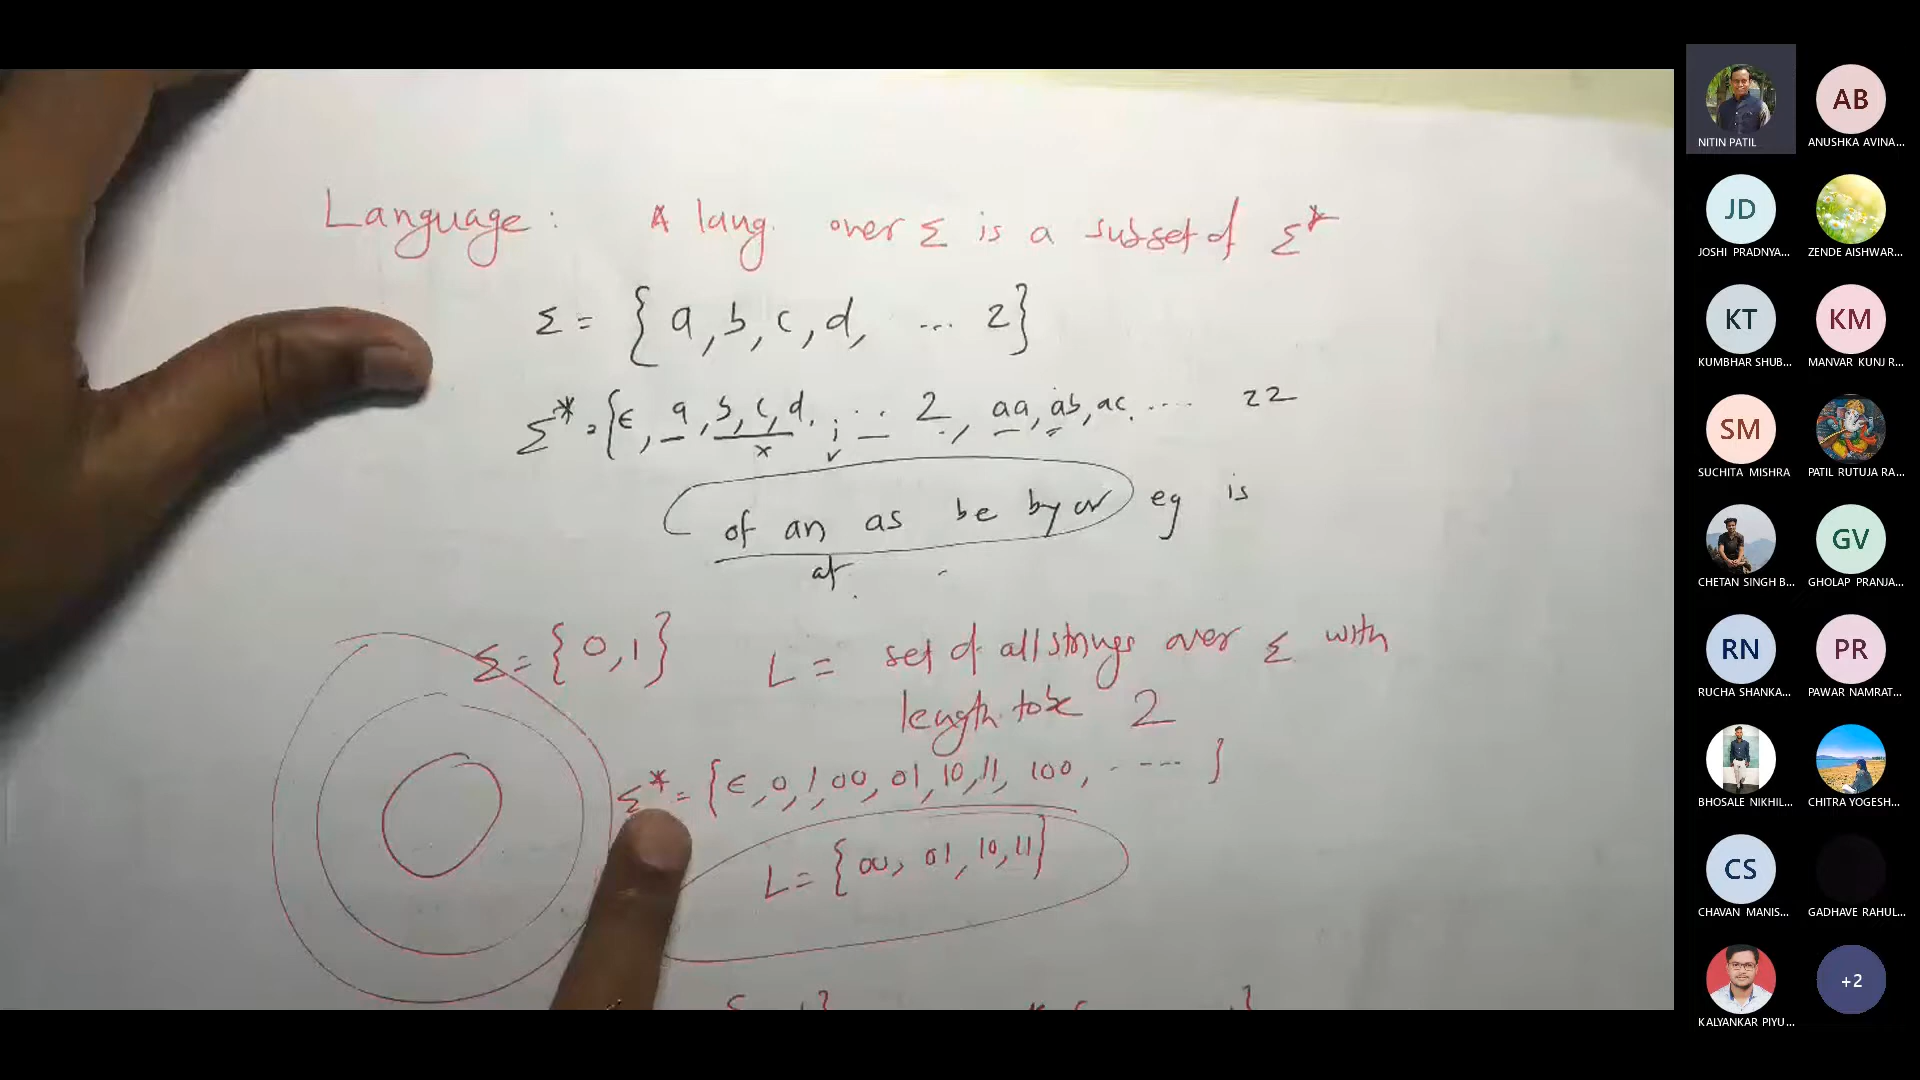 Language: A lang. over Σ is a subset of Σ*
Σ = {a, b, c, d, ... z}
Σ* = {ϵ, a, b, c, d, ; ... z, aa, ab, ac. .... zz
x v
of an as be by or eg is
at
Σ = {0,1} L = set of all strings over Σ with
length to be 2
Σ* = {ϵ, 0, 1, 00, 01, 10, 11, 100, . --- }
L = {00, 01, 10, 11}
NITIN PATIL
AB
ANUSHKA AVINA...
JD
JOSHI PRADNYA...
ZENDE AISHWAR...
KT
KUMBHAR SHUB...
KM
MANVAR KUNJ R...
SM
SUCHITA MISHRA
PATIL RUTUJA RA...
CHETAN SINGH B...
GV
GHOLAP PRANJA...
RN
RUCHA SHANKA...
PR
PAWAR NAMRAT...
BHOSALE NIKHIL...
CHITRA YOGESH...
CS
CHAVAN MANIS...
GADHAVE RAHUL...
KALYANKAR PIYU...
+2